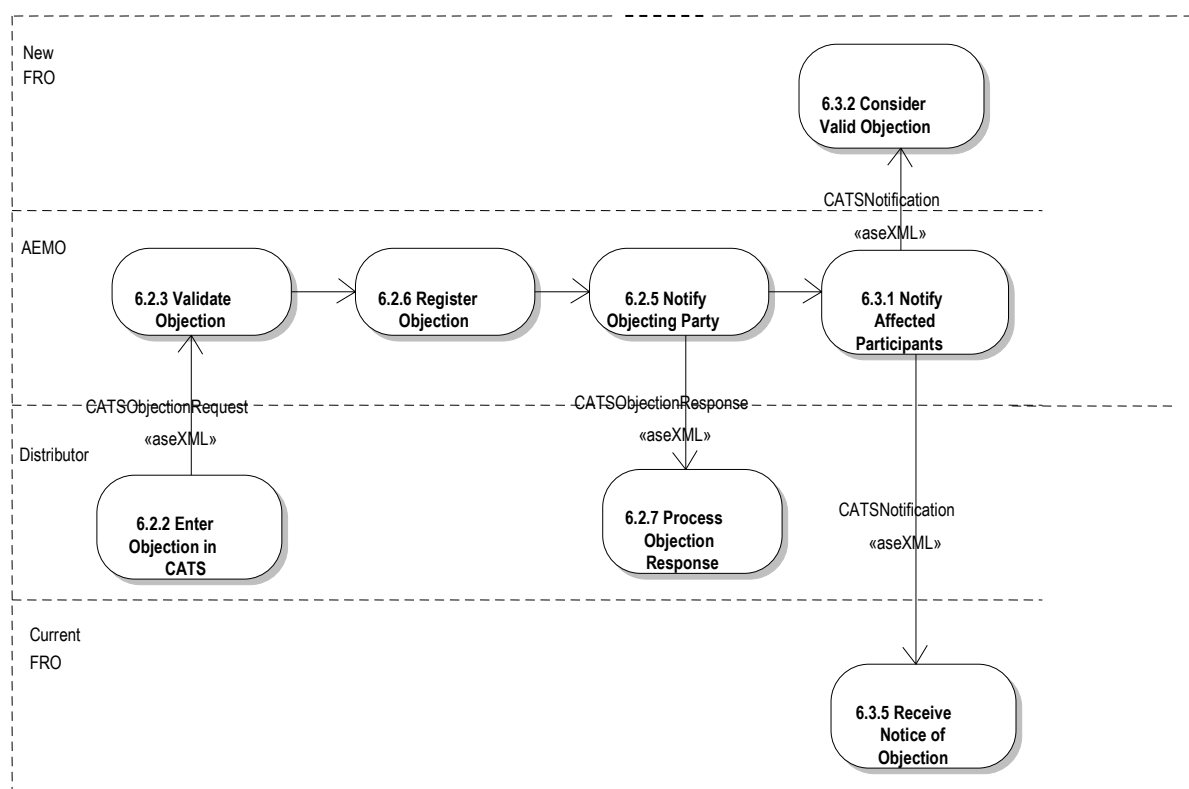 New
FRO
6.3.2 Consider
Valid Objection
CATSNotification
«aseXML»
AEMO
6.2.3 Validate
Objection
6.2.6 Register
Objection
6.2.5 Notify
Objecting Party
6.3.1 Notify
Affected
Participants
CATSObjectionRequest
«aseXML»
CATSObjectionResponse
«aseXML»
Distributor
6.2.2 Enter
Objection in
CATS
6.2.7 Process
Objection
Response
CATSNotification
«aseXML»
Current
FRO
6.3.5 Receive
Notice of
Objection